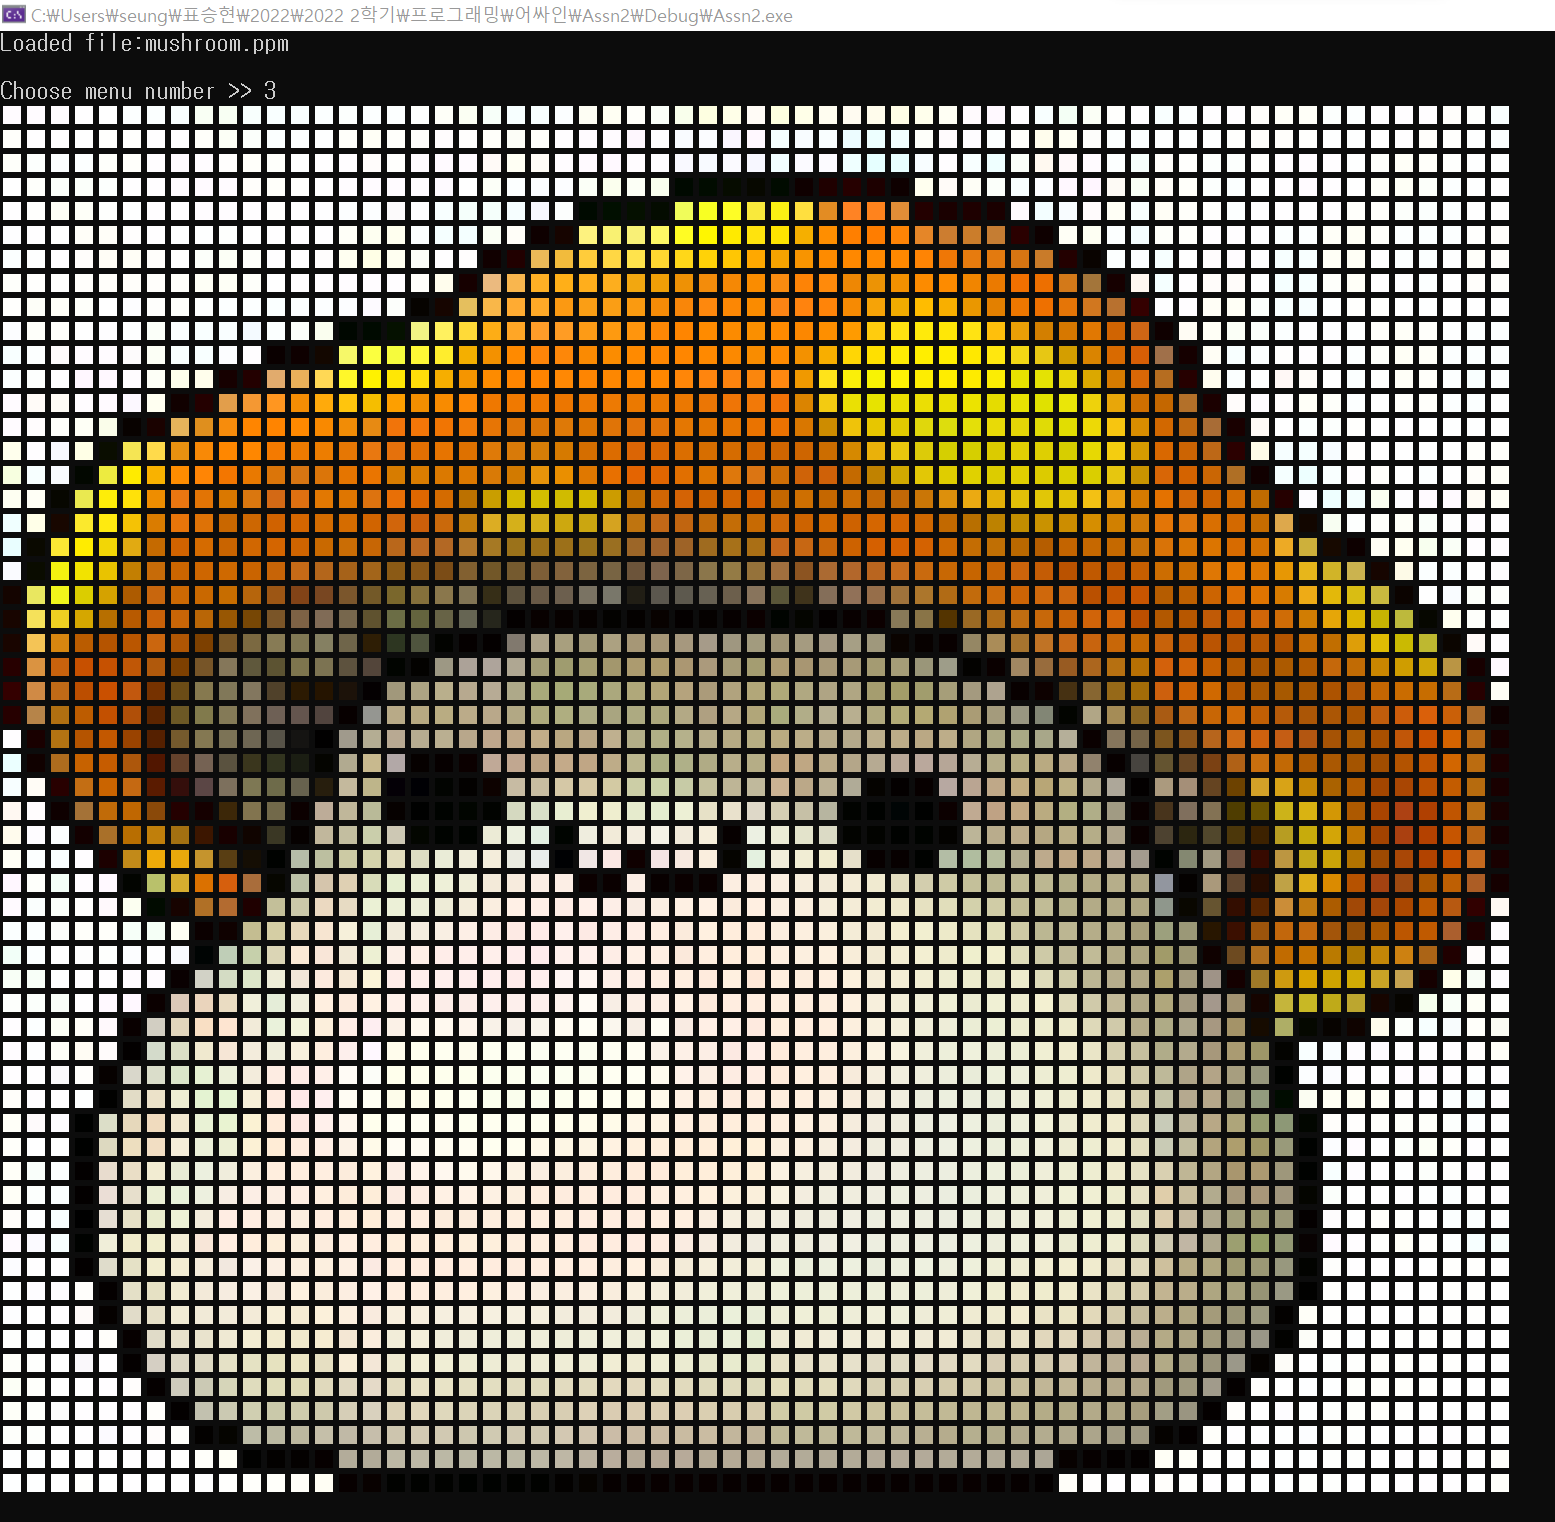 C:\Users\seung\표승현\2022\2022 2학기\프로그래밍\어싸인\Assn2\Debug\Assn2.exe
Loaded file:mushroom.ppm
Choose menu number >> 3